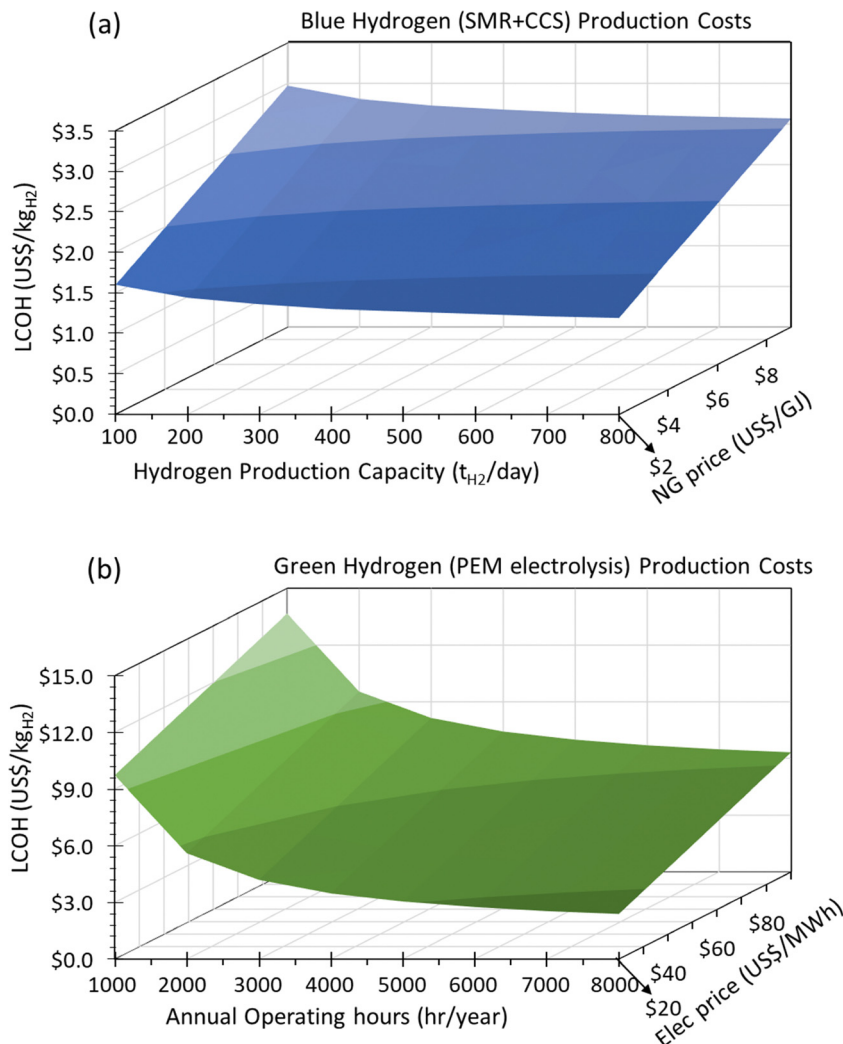 (a)
Blue Hydrogen (SMR+CCS) Production Costs
$3.5
$3.0
$2.5
$2.0
$1.5
$1.0
$0.5
$0.0
LCOH (US$/kg_H2)
100 200 300 400 500 600 700 800
Hydrogen Production Capacity (t_H2/day)
$2 $4 $6 $8
NG price (US$/GJ)
(b)
Green Hydrogen (PEM electrolysis) Production Costs
$15.0
$12.0
$9.0
$6.0
$3.0
$0.0
LCOH (US$/kg_H2)
1000 2000 3000 4000 5000 6000 7000 8000
Annual Operating hours (hr/year)
$20 $40 $60 $80
Elec price (US$/MWh)